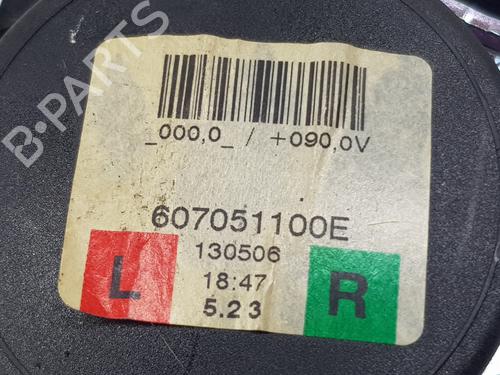 B-PARTS
_000,0_ / +090,0V
607051100E
130506
L
R
18:47
5.23